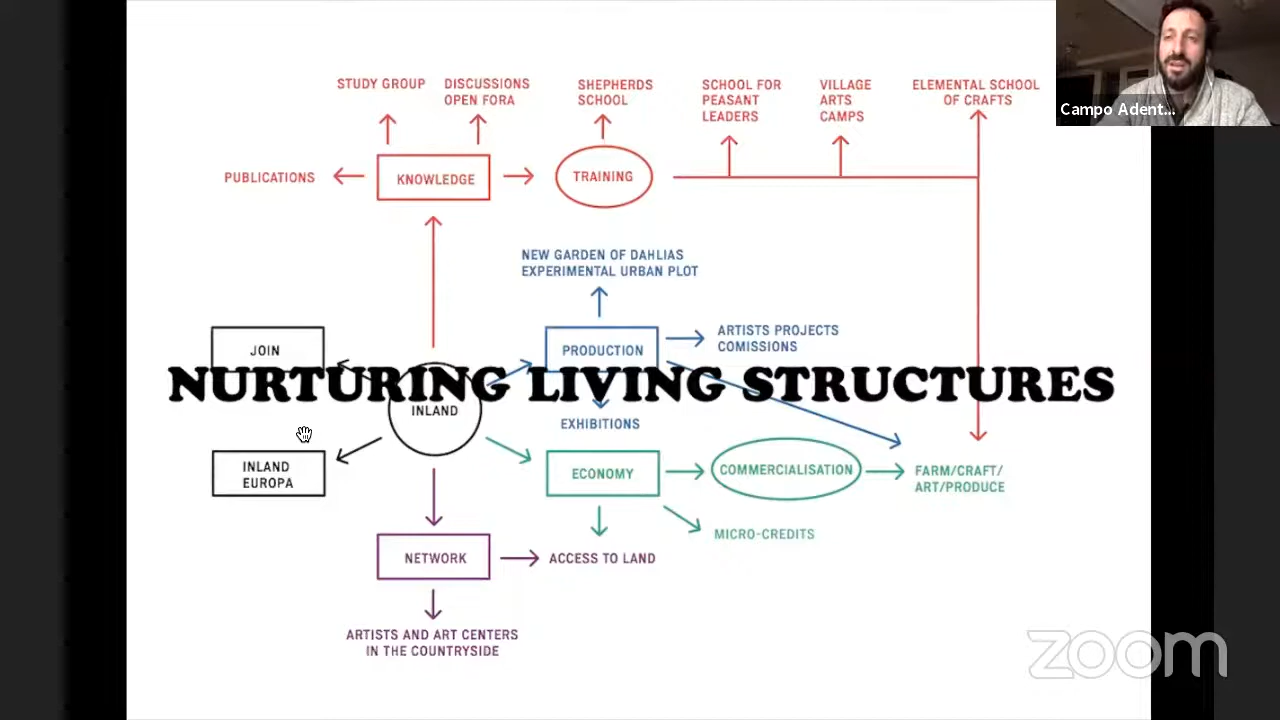 STUDY GROUP
DISCUSSIONS
OPEN FORA
SHEPHERDS
SCHOOL
SCHOOL FOR
PEASANT
LEADERS
VILLAGE
ARTS
CAMPS
ELEMENTAL SCHOOL
OF CRAFTS
Campo Adent...
PUBLICATIONS
KNOWLEDGE
TRAINING
NEW GARDEN OF DAHLIAS
EXPERIMENTAL URBAN PLOT
JOIN
PRODUCTION
ARTISTS PROJECTS
COMISSIONS
NURTURING LIVING STRUCTURES
INLAND
EXHIBITIONS
INLAND
EUROPA
ECONOMY
COMMERCIALISATION
FARM/CRAFT/
ART/PRODUCE
MICRO-CREDITS
NETWORK
ACCESS TO LAND
ARTISTS AND ART CENTERS
IN THE COUNTRYSIDE
zoom